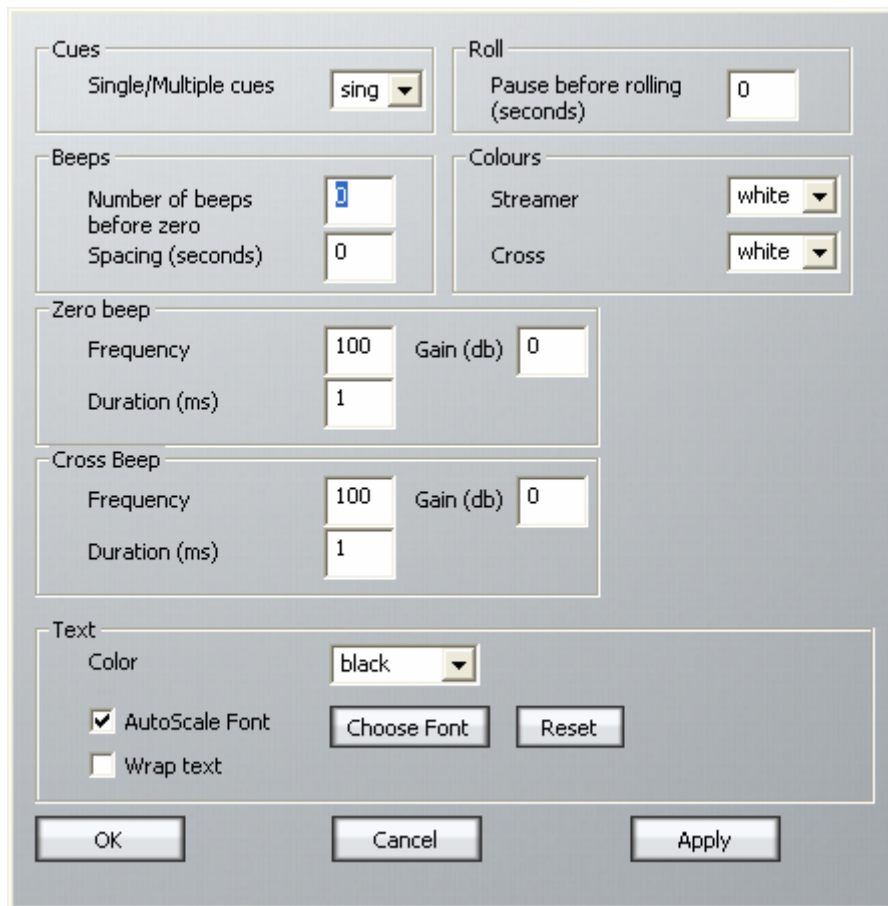 Cues
Single/Multiple cues sing
Roll
Pause before rolling 0
(seconds)
Beeps
Number of beeps 0
before zero
Spacing (seconds) 0
Colours
Streamer white
Cross white
Zero beep
Frequency 100 Gain (db) 0
Duration (ms) 1
Cross Beep
Frequency 100 Gain (db) 0
Duration (ms) 1
Text
Color black
AutoScale Font Choose Font Reset
Wrap text
OK Cancel Apply